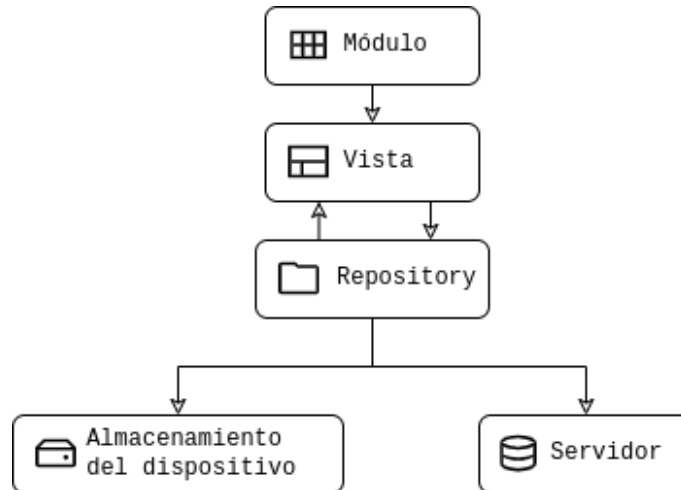 Módulo
Vista
Repository
Almacenamiento
del dispositivo
Servidor